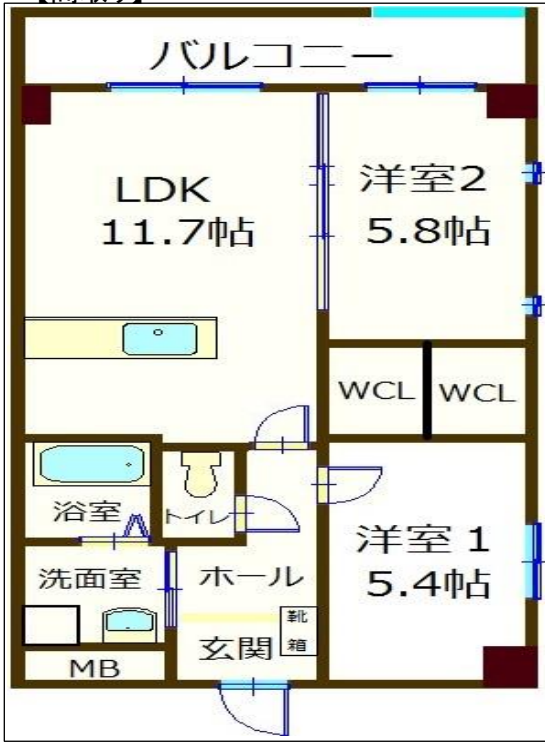 バルコニー
LDK
11.7帖
洋室2
5.8帖
WCL
WCL
浴室
トイレ
洋室1
5.4帖
洗面室
ホール
靴箱
玄関
MB